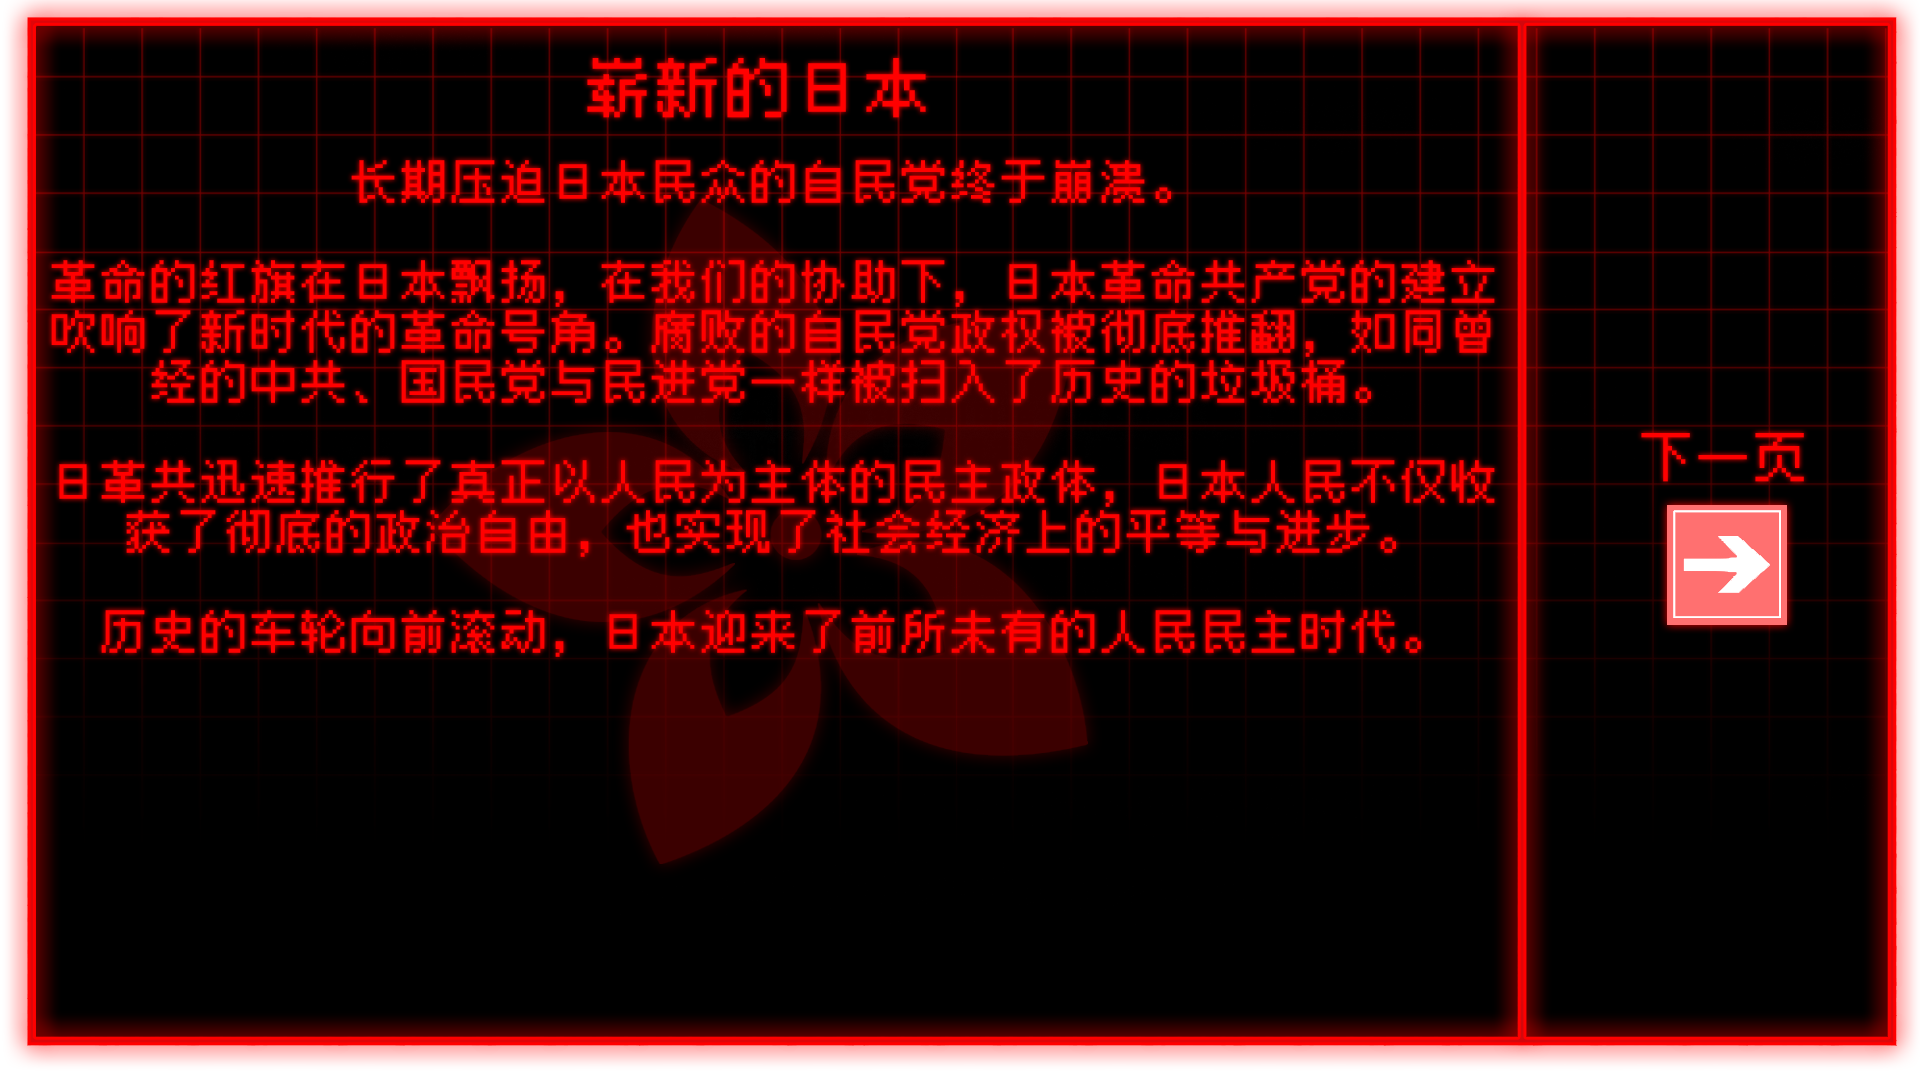 崭新的日本
长期压迫日本民众的自民党终于崩溃。
革命的红旗在日本飘扬，在我们的协助下，日本革命共产党的建立
吹响了新时代的革命号角。腐败的自民党政权被彻底推翻，如同曾
经的中共、国民党与民进党一样被扫入了历史的垃圾桶。
日革共迅速推行了真正以人民为主体的民主政体，日本人民不仅收
获了彻底的政治自由，也实现了社会经济上的平等与进步。
历史的车轮向前滚动，日本迎来了前所未有的人民民主时代。
下一页